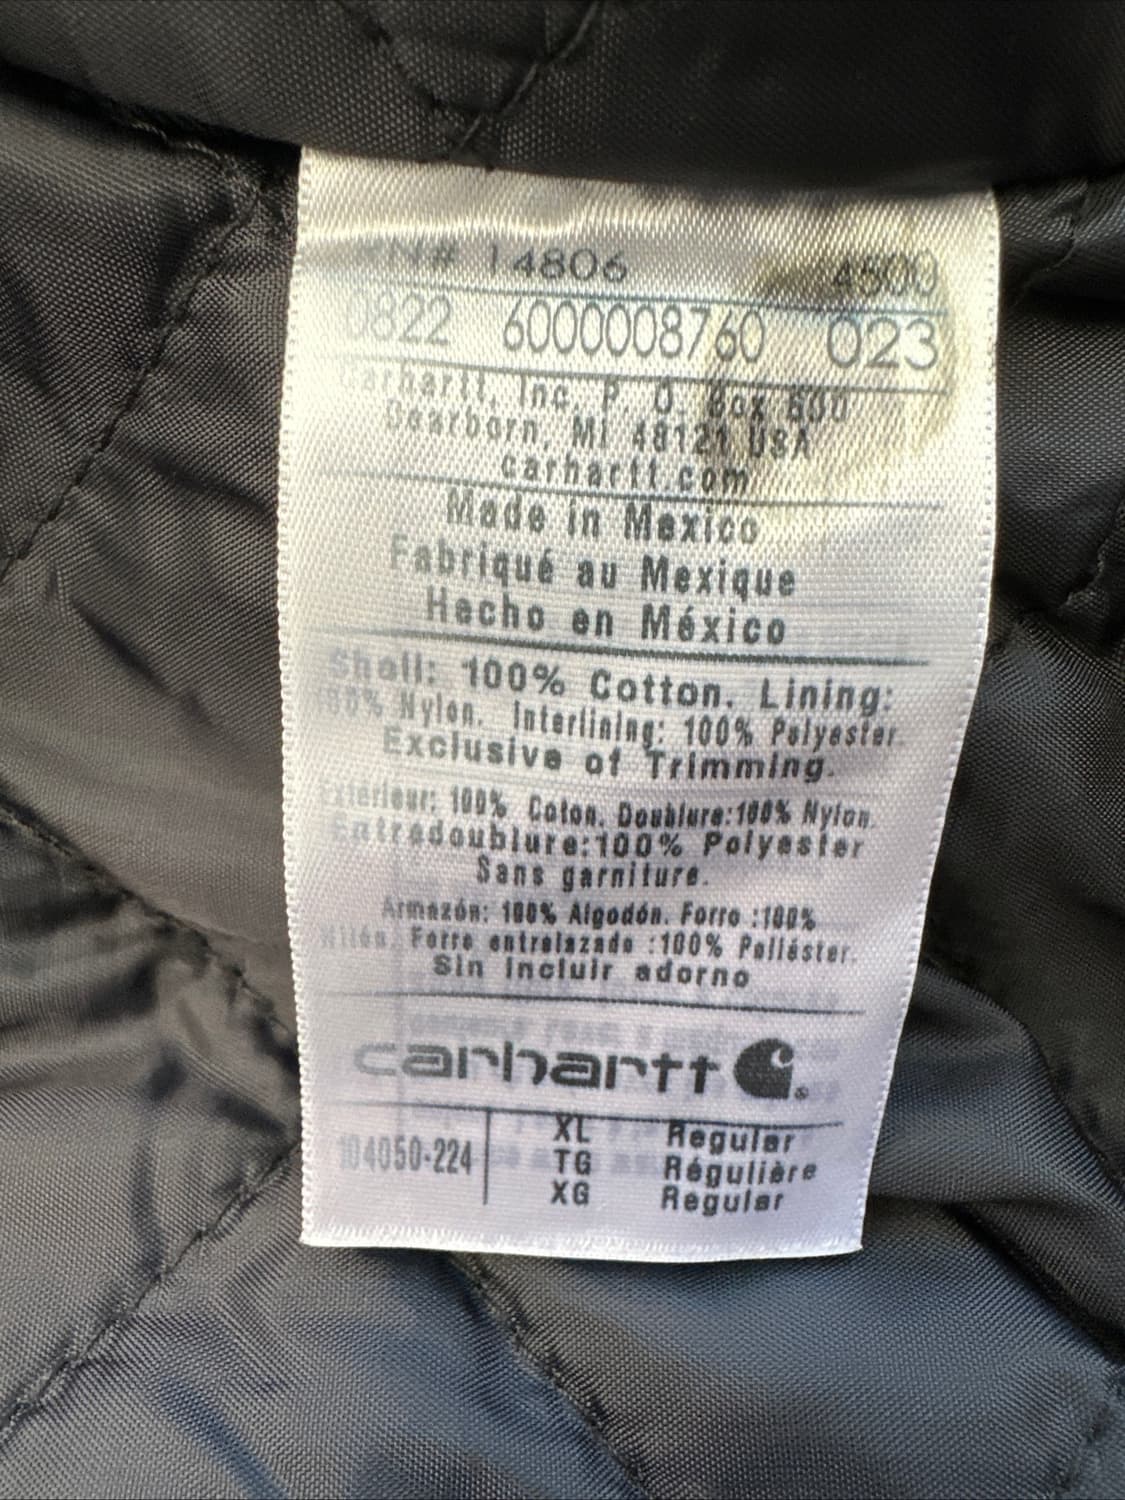 RN# 14806 4500
0822 6000008760 023
Carhartt, Inc. P. O. Box 600
Dearborn, MI 48121 USA
carhartt.com
Made in Mexico
Fabriqué au Mexique
Hecho en México
Shell: 100% Cotton. Lining:
100% Nylon. Interlining: 100% Polyester.
Exclusive of Trimming.
Extérieur: 100% Coton. Doublure:100% Nylon.
Entredoublure:100% Polyester
Sans garniture.
Armazón: 100% Algodón. Forro :100%
Nilón. Forro entrelazado :100% Poliéster.
Sin incluir adorno
carhartt
104050-224
XL Regular
TG Régulière
XG Regular